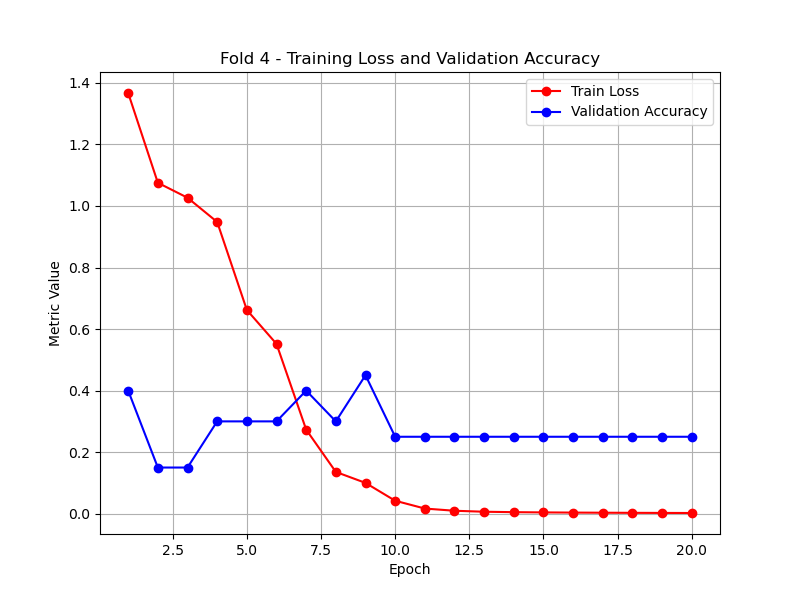 Fold 4 - Training Loss and Validation Accuracy
Train Loss
Validation Accuracy
Metric Value
1.4
1.2
1.0
0.8
0.6
0.4
0.2
0.0
2.5 5.0 7.5 10.0 12.5 15.0 17.5 20.0
Epoch